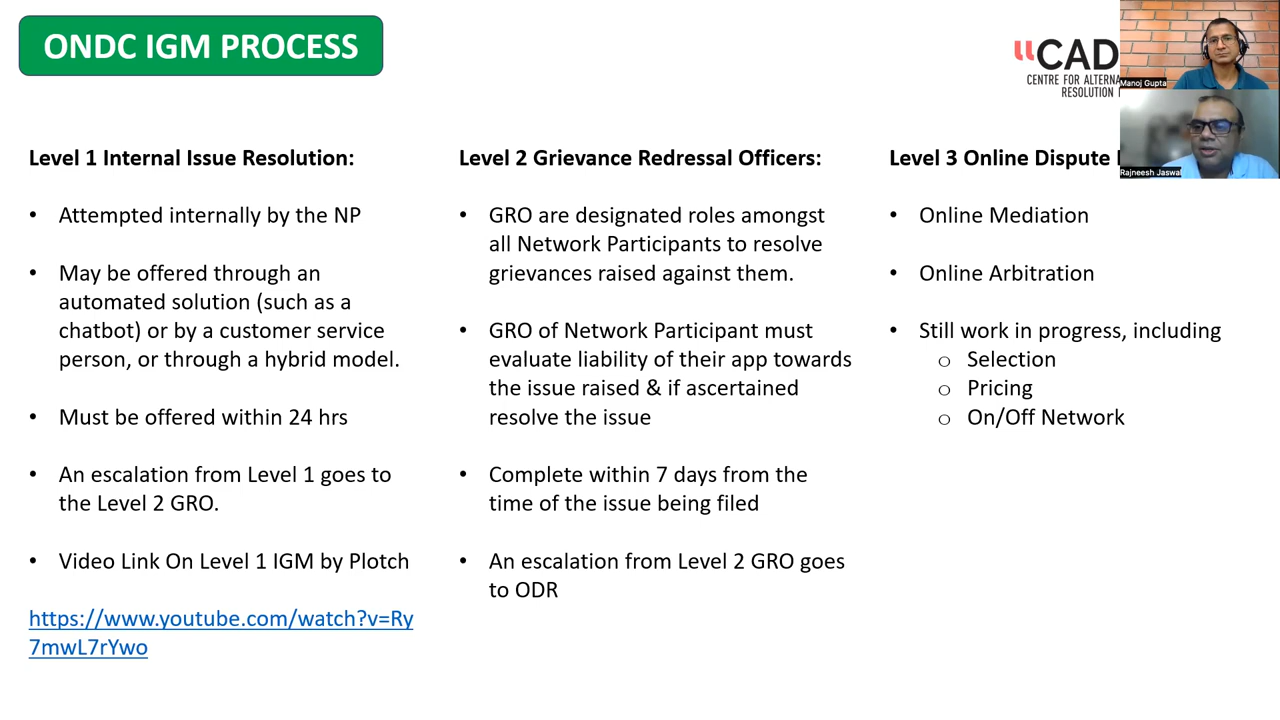 ONDC IGM PROCESS
CAD
CENTRE FOR ALTERNA
RESOLUTION
Manoj Gupta
Rajneesh Jaswal
Level 1 Internal Issue Resolution:
• Attempted internally by the NP
• May be offered through an
automated solution (such as a
chatbot) or by a customer service
person, or through a hybrid model.
• Must be offered within 24 hrs
• An escalation from Level 1 goes to
the Level 2 GRO.
• Video Link On Level 1 IGM by Plotch
https://www.youtube.com/watch?v=Ry
7mwL7rYwo
Level 2 Grievance Redressal Officers:
• GRO are designated roles amongst
all Network Participants to resolve
grievances raised against them.
• GRO of Network Participant must
evaluate liability of their app towards
the issue raised & if ascertained
resolve the issue
• Complete within 7 days from the
time of the issue being filed
• An escalation from Level 2 GRO goes
to ODR
Level 3 Online Dispute
• Online Mediation
• Online Arbitration
• Still work in progress, including
o Selection
o Pricing
o On/Off Network